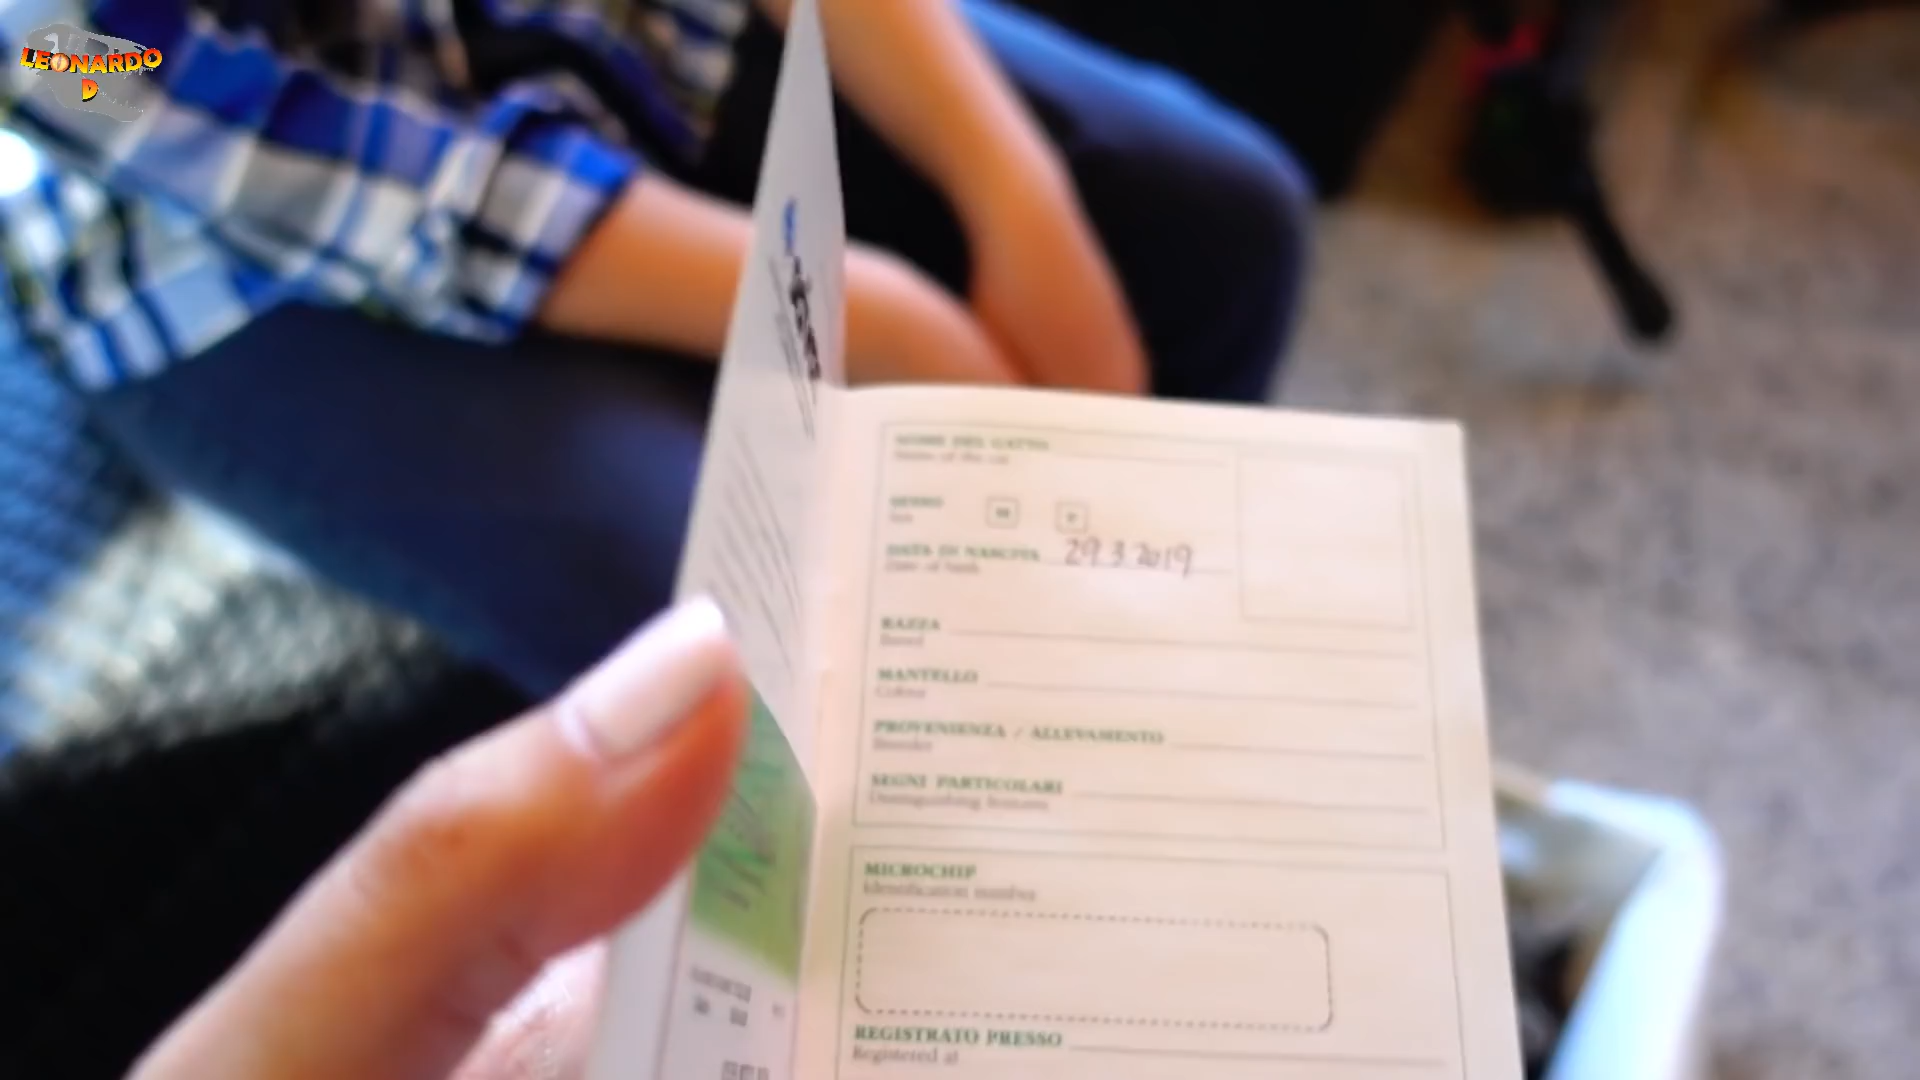 LEONARDO
D
NOME DEL GATTO
Name of the cat
SESSO
Sex
M F
DATA DI NASCITA 29 3 2019
Date of birth
RAZZA
Breed
MANTELLO
Colour
PROVENIENZA / ALLEVAMENTO
Breeder
SEGNI PARTICOLARI
Distinguishing features
MICROCHIP
Identification number
REGISTRATO PRESSO
Registered at